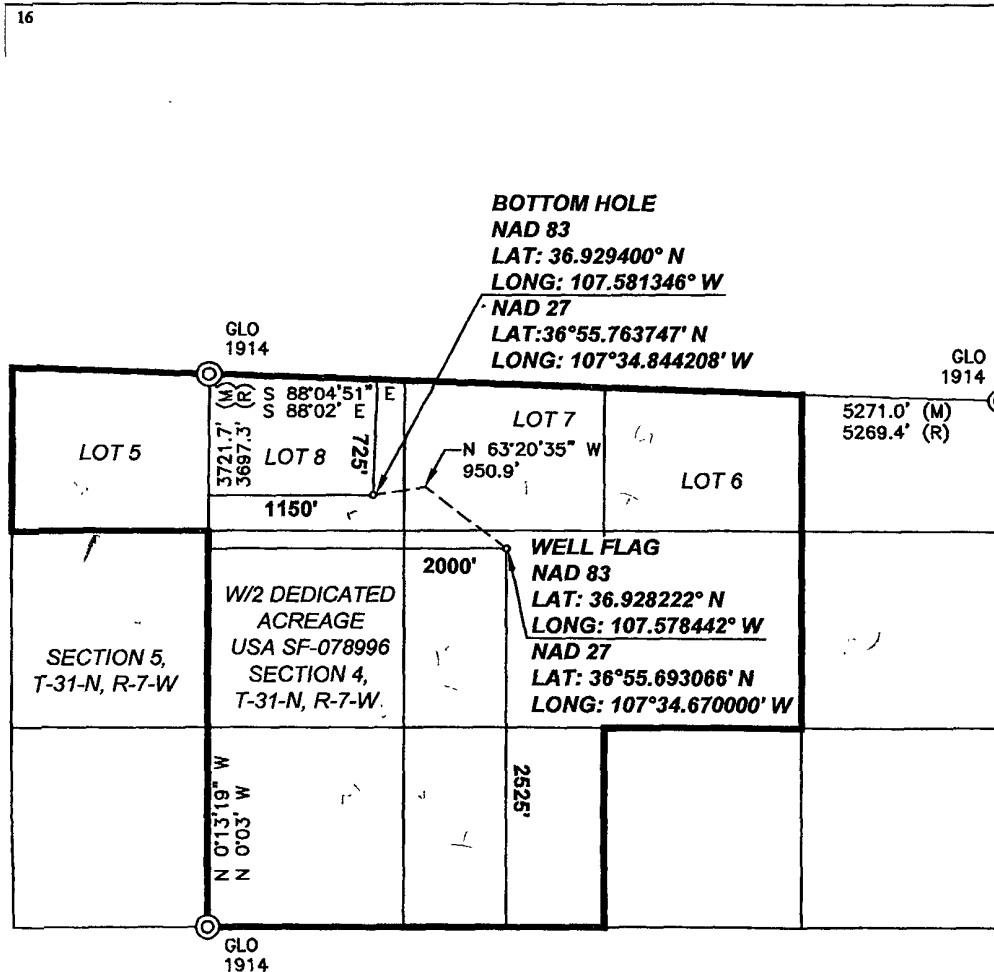 16
BOTTOM HOLE
NAD 83
LAT: 36.929400° N
LONG: 107.581346° W
NAD 27
LAT:36°55.763747' N
LONG: 107°34.844208' W
GLO
1914
GLO
1914
S 88°04'51" E
S 88°02' E
3721.7' (M)
3697.3' (R)
5271.0' (M)
5269.4' (R)
LOT 5
LOT 8
725'
LOT 7
N 63°20'35" W
950.9'
LOT 6
1150'
2000'
WELL FLAG
NAD 83
LAT: 36.928222° N
LONG: 107.578442° W
NAD 27
LAT: 36°55.693066' N
LONG: 107°34.670000' W
W/2 DEDICATED
ACREAGE
USA SF-078996
SECTION 4,
T-31-N, R-7-W
SECTION 5,
T-31-N, R-7-W
N 0°13'19" W
N 0°03' W
2525'
GLO
1914